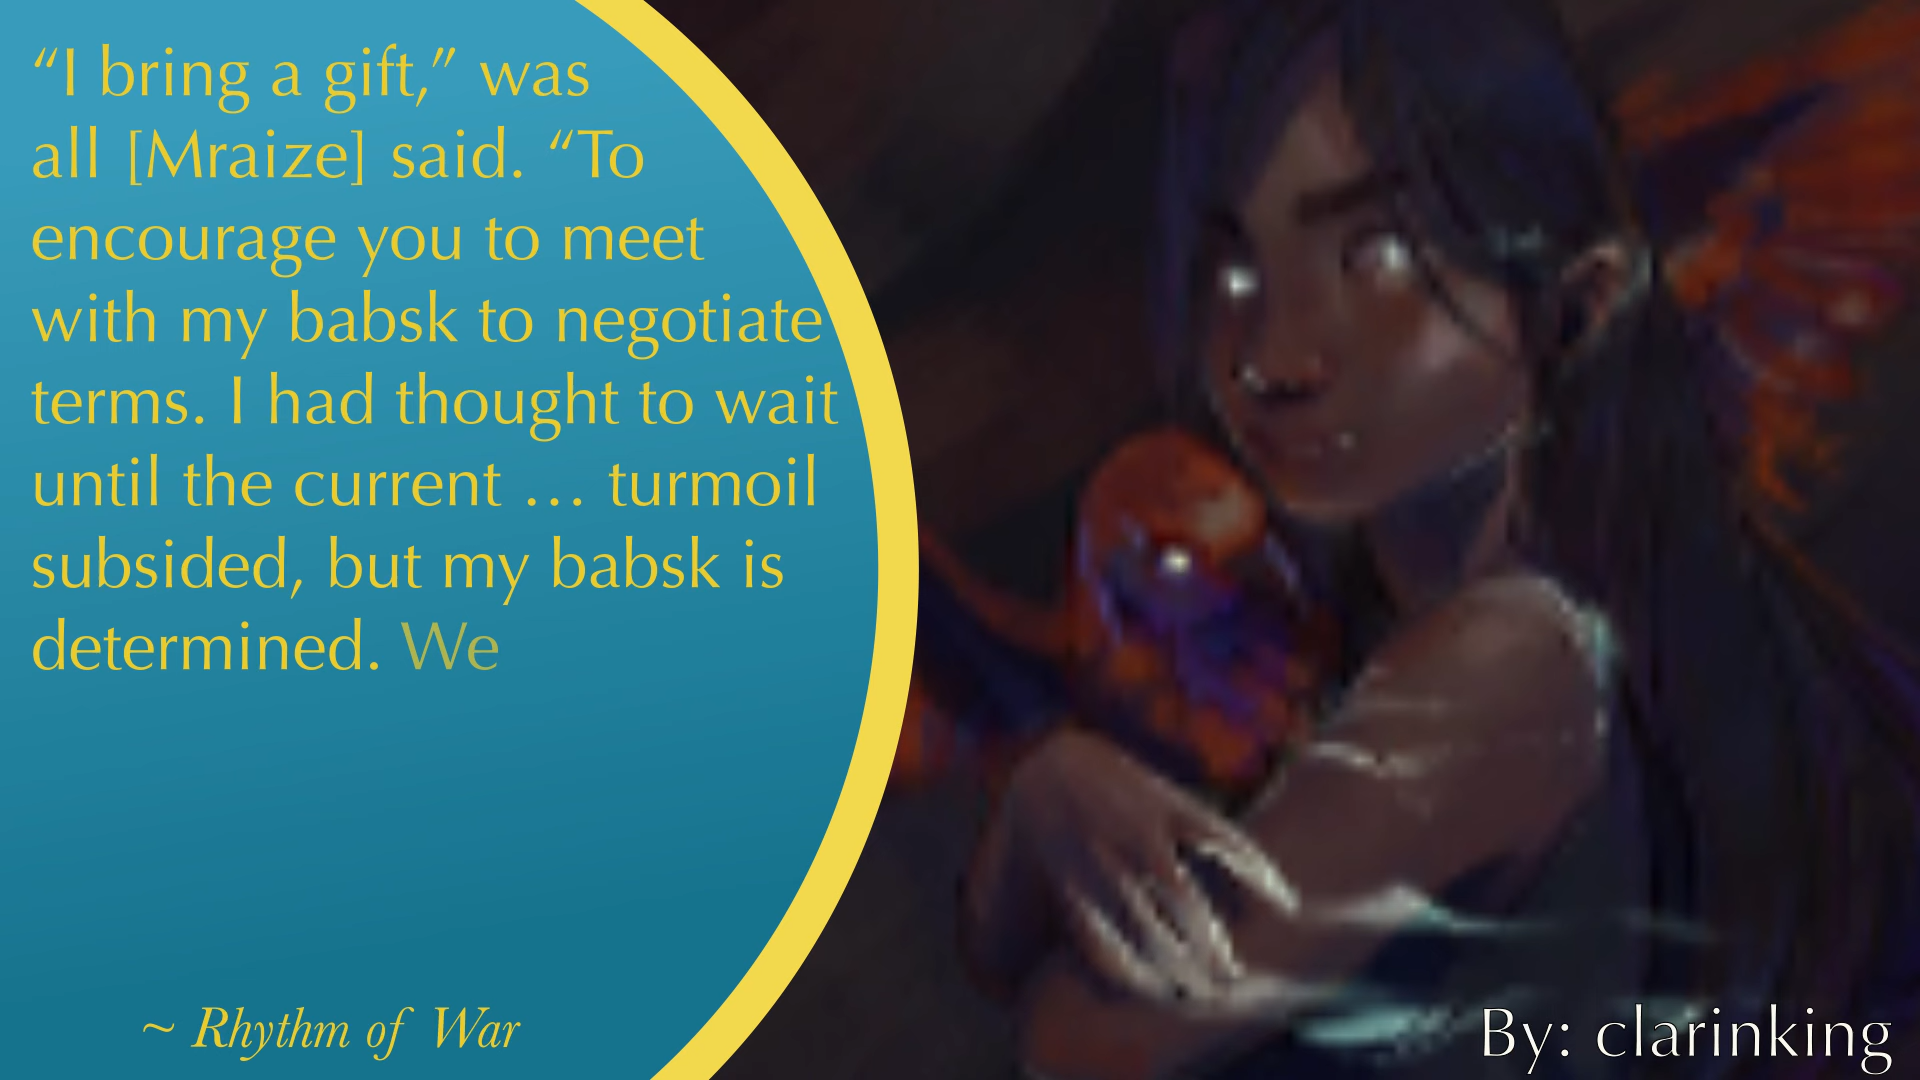 “I bring a gift,” was
all [Mraize] said. “To
encourage you to meet
with my babsk to negotiate
terms. I had thought to wait
until the current … turmoil
subsided, but my babsk is
determined. We
~ Rhythm of War
By: clarinking